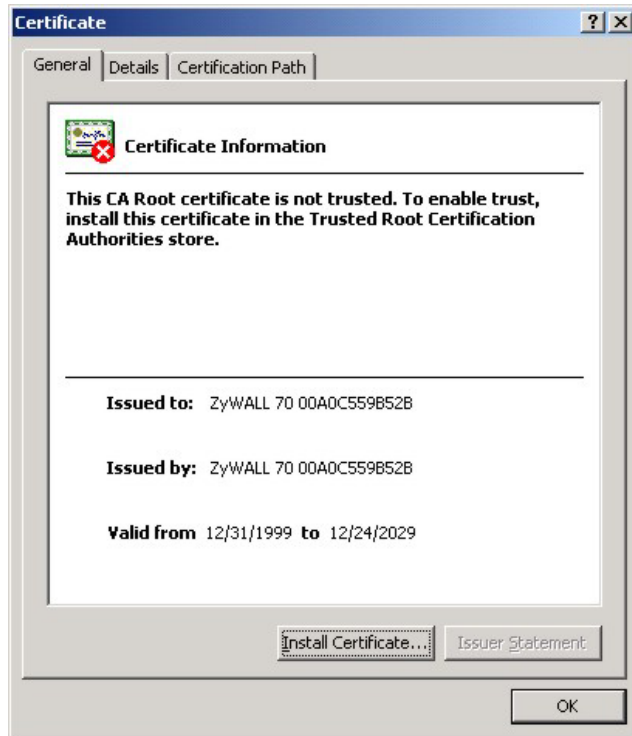 Certificate
General Details Certification Path
Certificate Information
This CA Root certificate is not trusted. To enable trust,
install this certificate in the Trusted Root Certification
Authorities store.
Issued to: ZyWALL 70 00A0C559B52B
Issued by: ZyWALL 70 00A0C559B52B
Valid from 12/31/1999 to 12/24/2029
Install Certificate... Issuer Statement
OK